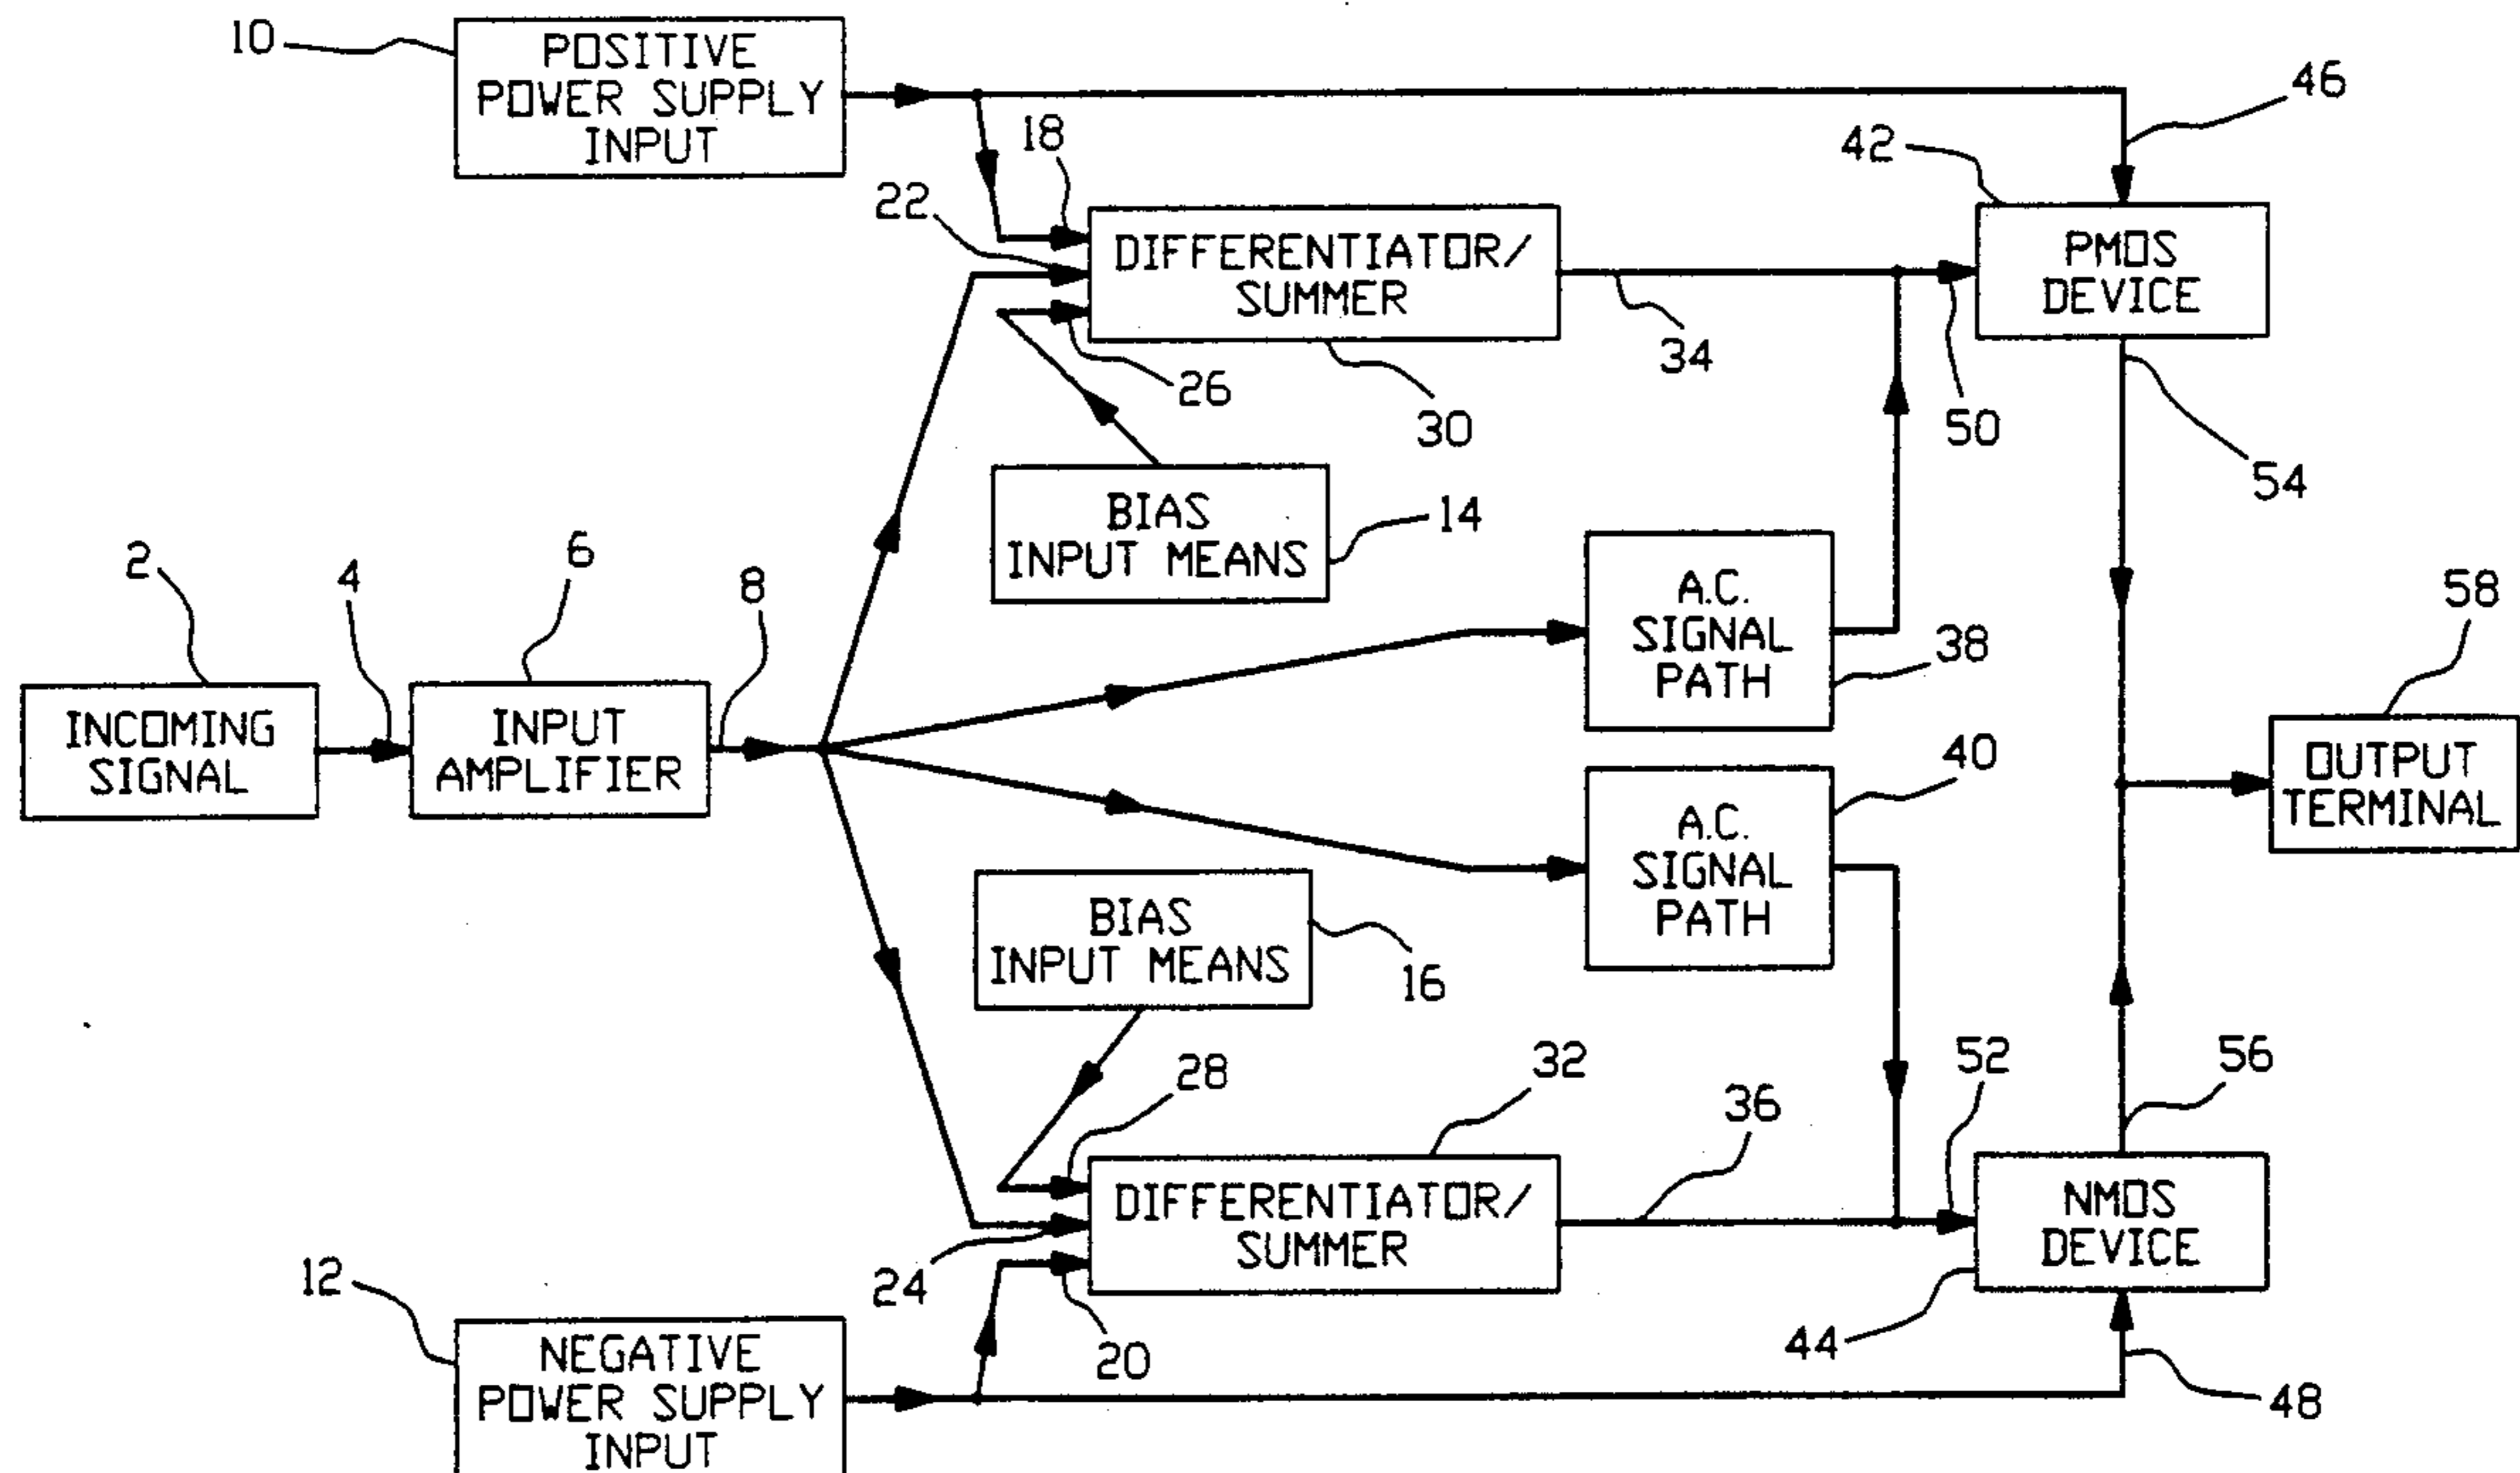 10
POSITIVE
POWER SUPPLY
INPUT
46
18
42
22
DIFFERENTIATOR/
SUMMER
PMOS
DEVICE
34
26
30
50
54
BIAS
INPUT MEANS
14
2
4
6
8
A.C.
SIGNAL
PATH
38
58
INCOMING
SIGNAL
INPUT
AMPLIFIER
40
OUTPUT
TERMINAL
A.C.
SIGNAL
PATH
BIAS
INPUT MEANS
16
28
32
36
52
56
DIFFERENTIATOR/
SUMMER
NMOS
DEVICE
24
12
20
44
48
NEGATIVE
POWER SUPPLY
INPUT